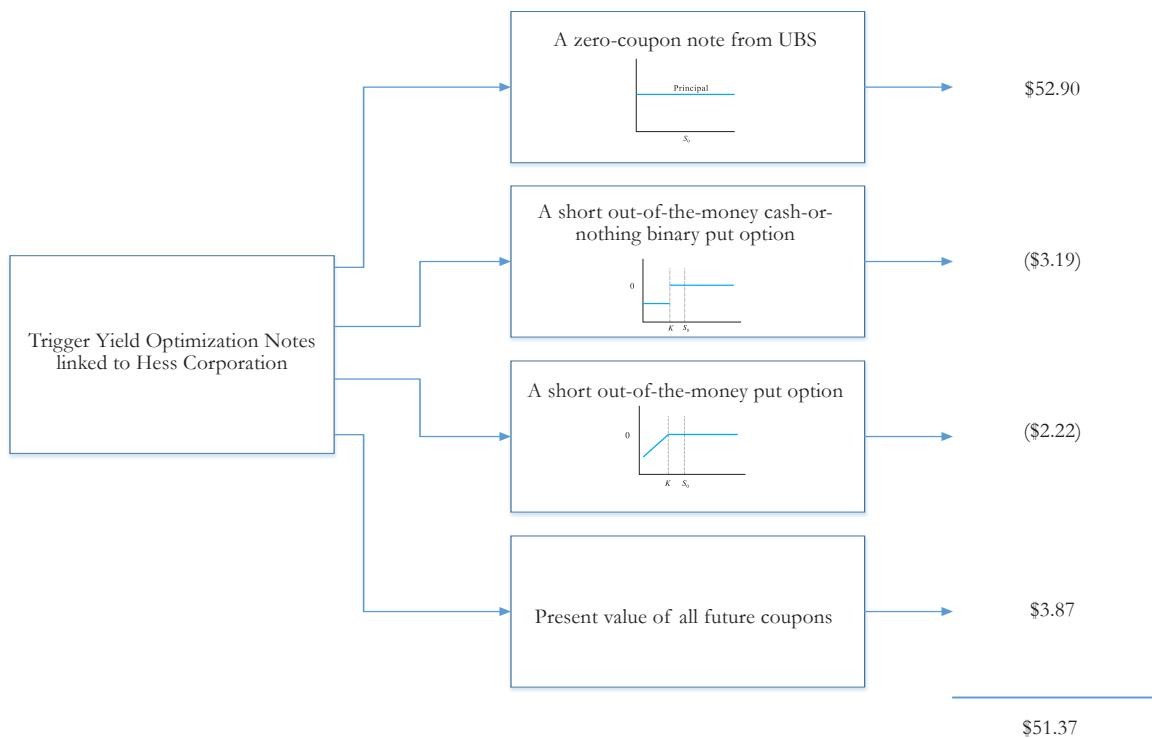 A zero-coupon note from UBS
Principal
S₀
$52.90
A short out-of-the-money cash-or-
nothing binary put option
0
K S₀
($3.19)
Trigger Yield Optimization Notes
linked to Hess Corporation
A short out-of-the-money put option
0
K S₀
($2.22)
Present value of all future coupons
$3.87
$51.37